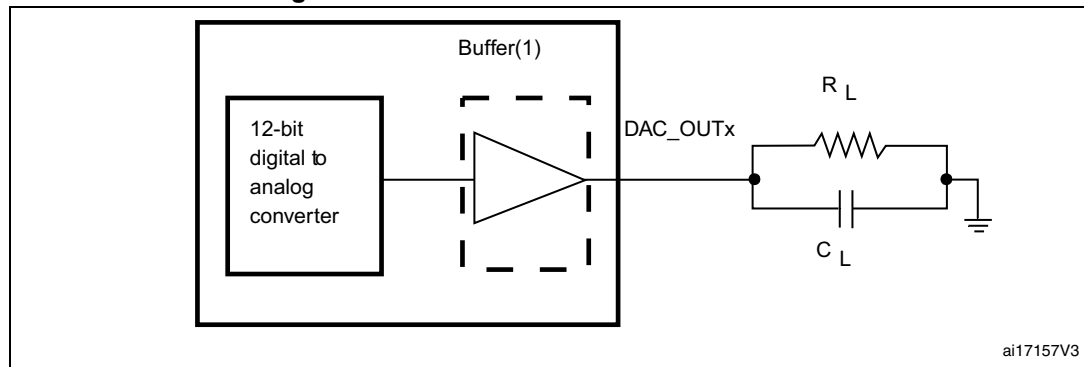 Buffer(1)
12-bit
digital to
analog
converter
DAC_OUTx
R L
C L
ai17157V3